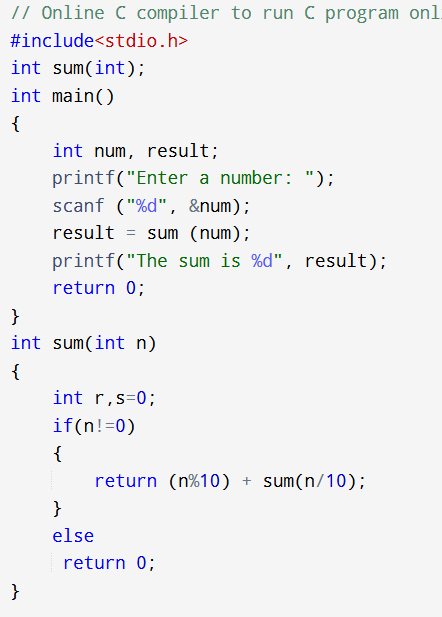 // Online C compiler to run C program onl
#include<stdio.h>
int sum(int);
int main()
{
    int num, result;
    printf("Enter a number: ");
    scanf ("%d", &num);
    result = sum (num);
    printf("The sum is %d", result);
    return 0;
}
int sum(int n)
{
    int r,s=0;
    if(n!=0)
    {
        return (n%10) + sum(n/10);
    }
    else
     return 0;
}